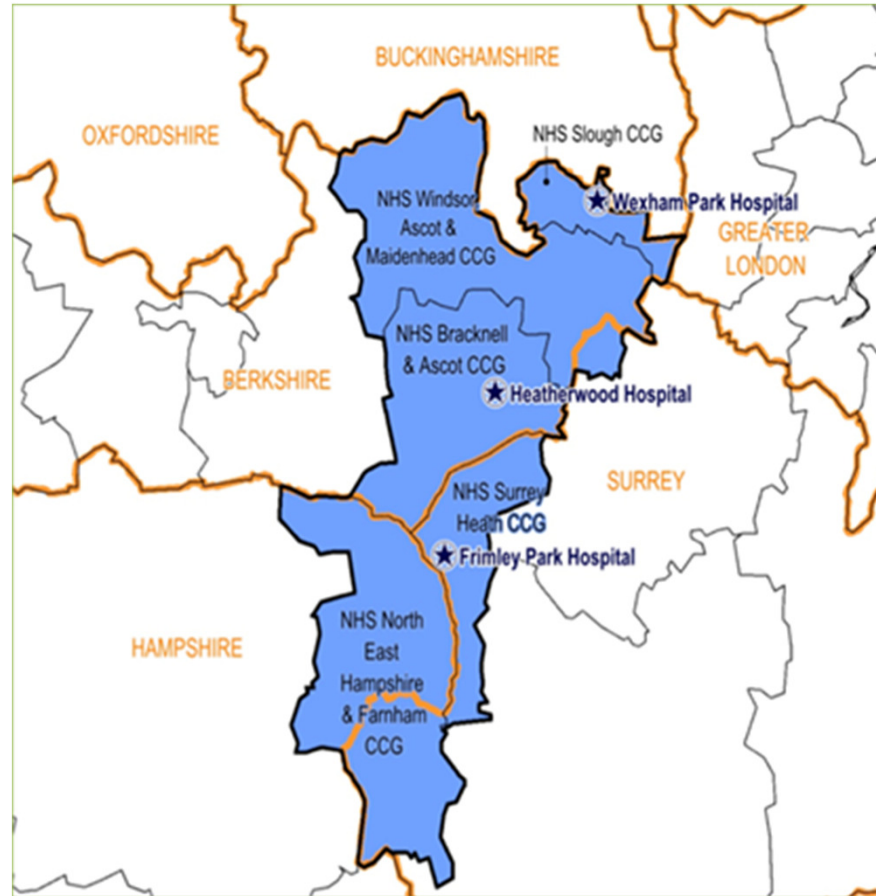 BUCKINGHAMSHIRE
OXFORDSHIRE
NHS Slough CCG
NHS Windsor
Ascot &
Maidenhead CCG
Wexham Park Hospital
GREATER
LONDON
NHS Bracknell
& Ascot CCG
BERKSHIRE
Heatherwood Hospital
SURREY
NHS Surrey
Heath CCG
Frimley Park Hospital
HAMPSHIRE
NHS North
East
Hampshire
& Farnham
CCG